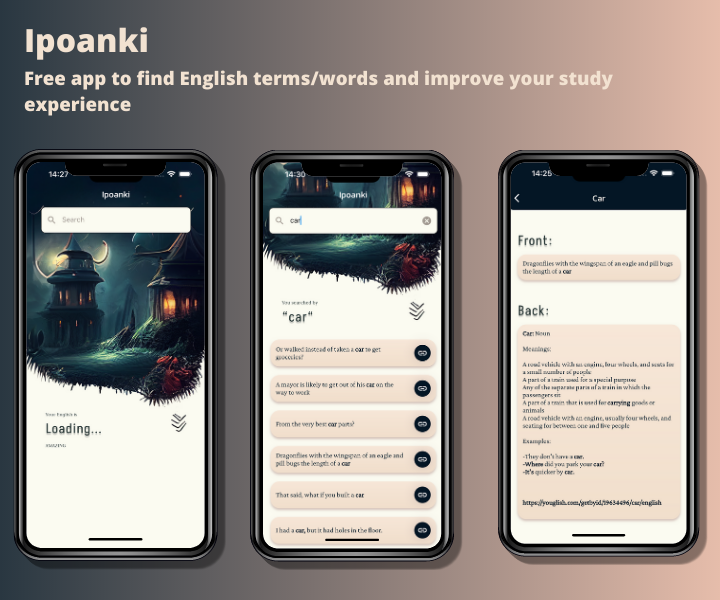 Ipoanki
Free app to find English terms/words and improve your study
experience
14:27
Ipoanki
Search
Your English is
Loading...
AMAZING
14:30
Ipoanki
car
You searched by
"car"
Or walked instead of taken a car to get
groceries?
A mayor is likely to get out of his car on the
way to work
From the very best car parts?
Dragonflies with the wingspan of an eagle and
pill bugs the length of a car
That said, what if you built a car
I had a car, but it had holes in the floor.
14:25
Car
Front:
Dragonflies with the wingspan of an eagle and pill bugs
the length of a car
Back:
Car: Noun
Meanings:
A road vehicle with an engine, four wheels, and seats for
a small number of people
A part of a train used for a special purpose
Any of the separate parts of a train in which the
passengers sit
A part of a train that is used for carrying goods or
animals
A road vehicle with an engine, usually four wheels, and
seating for between one and five people
Examples:
-They don't have a car.
-Where did you park your car?
-It's quicker by car.
https://youglish.com/getbyid/19634496/car/english